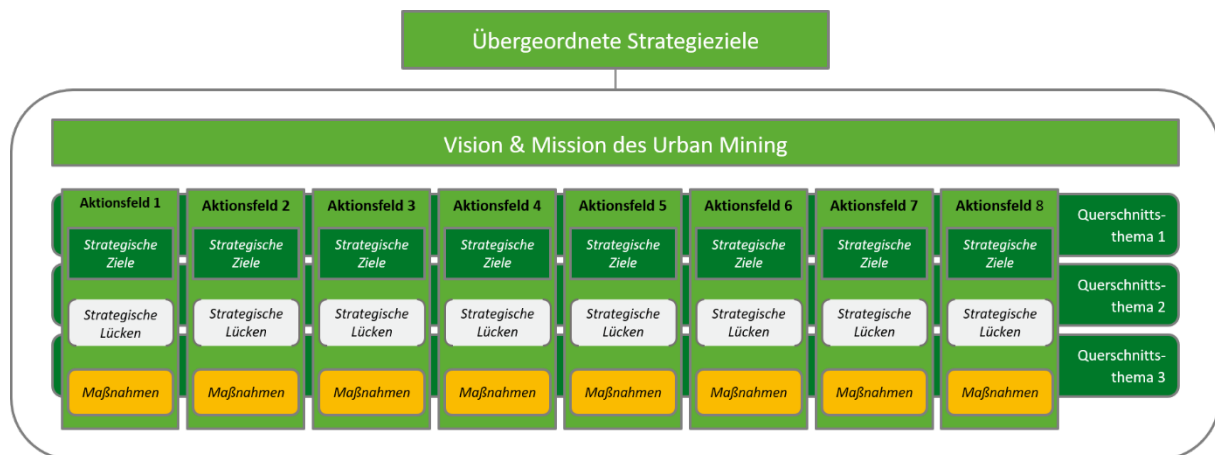 Übergeordnete Strategieziele
Vision & Mission des Urban Mining
Aktionsfeld 1
Aktionsfeld 2
Aktionsfeld 3
Aktionsfeld 4
Aktionsfeld 5
Aktionsfeld 6
Aktionsfeld 7
Aktionsfeld 8
Querschnitts-
thema 1
Strategische
Ziele
Strategische
Ziele
Strategische
Ziele
Strategische
Ziele
Strategische
Ziele
Strategische
Ziele
Strategische
Ziele
Strategische
Ziele
Querschnitts-
thema 2
Strategische
Lücken
Strategische
Lücken
Strategische
Lücken
Strategische
Lücken
Strategische
Lücken
Strategische
Lücken
Strategische
Lücken
Strategische
Lücken
Querschnitts-
thema 3
Maßnahmen
Maßnahmen
Maßnahmen
Maßnahmen
Maßnahmen
Maßnahmen
Maßnahmen
Maßnahmen